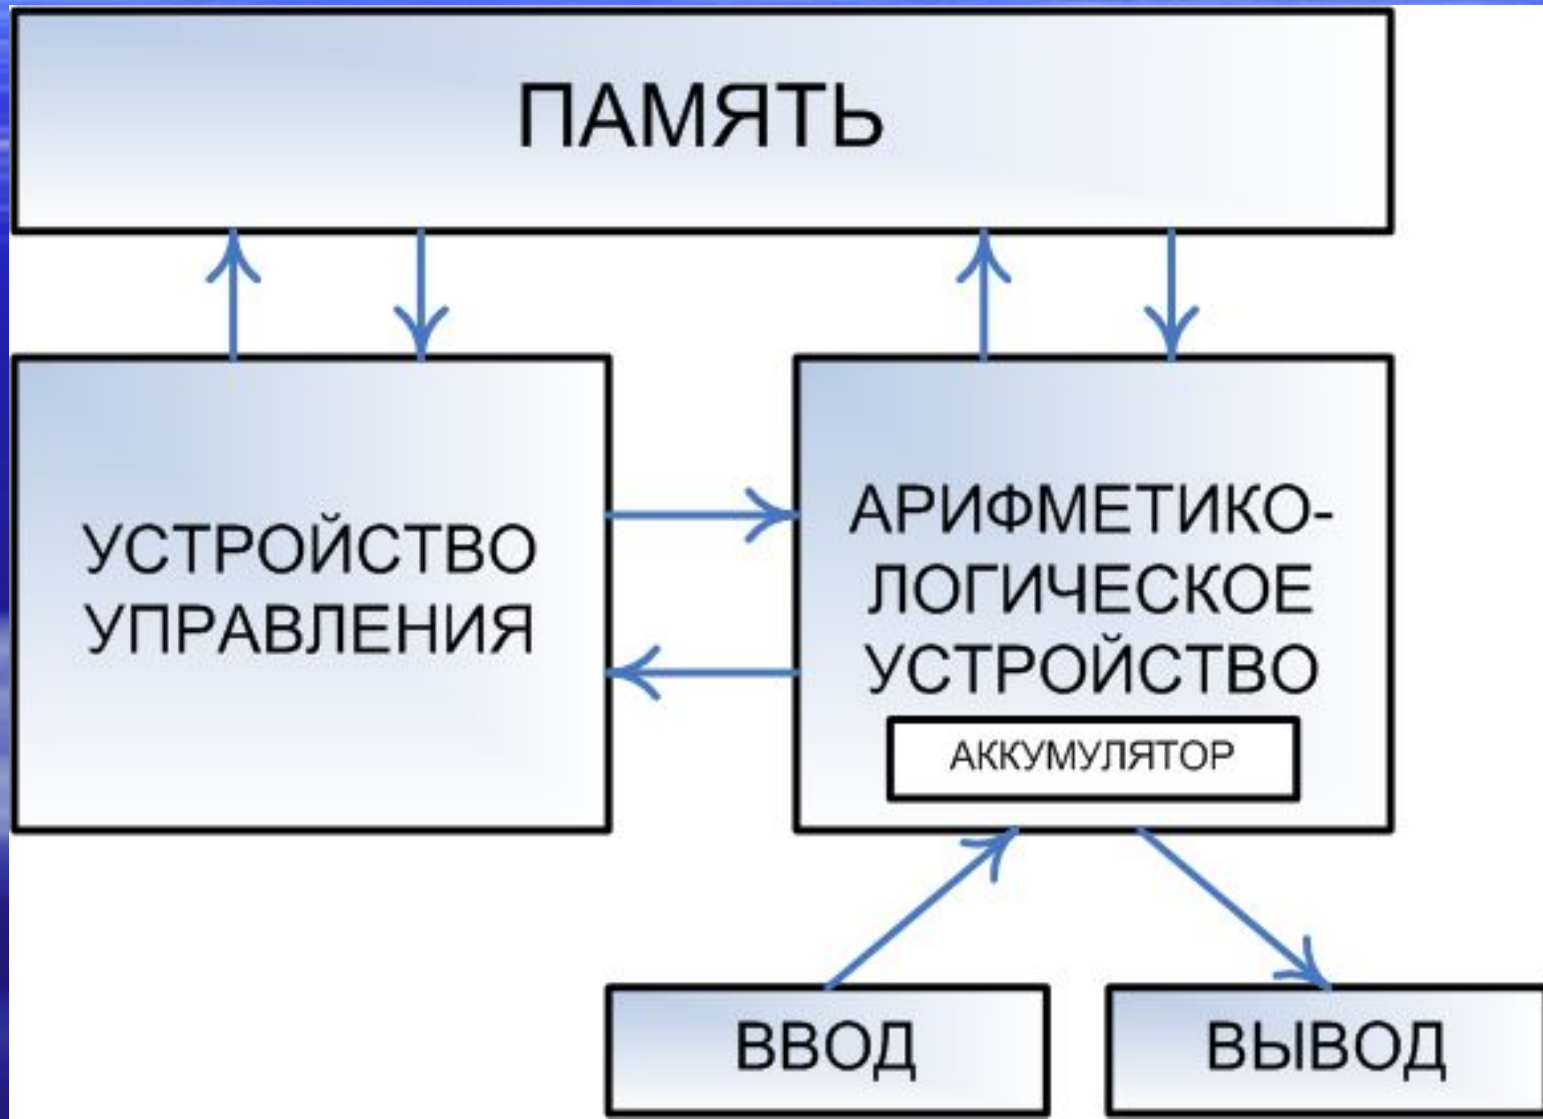 ПАМЯТЬ
УСТРОЙСТВО
УПРАВЛЕНИЯ
АРИФМЕТИКО-
ЛОГИЧЕСКОЕ
УСТРОЙСТВО
АККУМУЛЯТОР
ВВОД
ВЫВОД